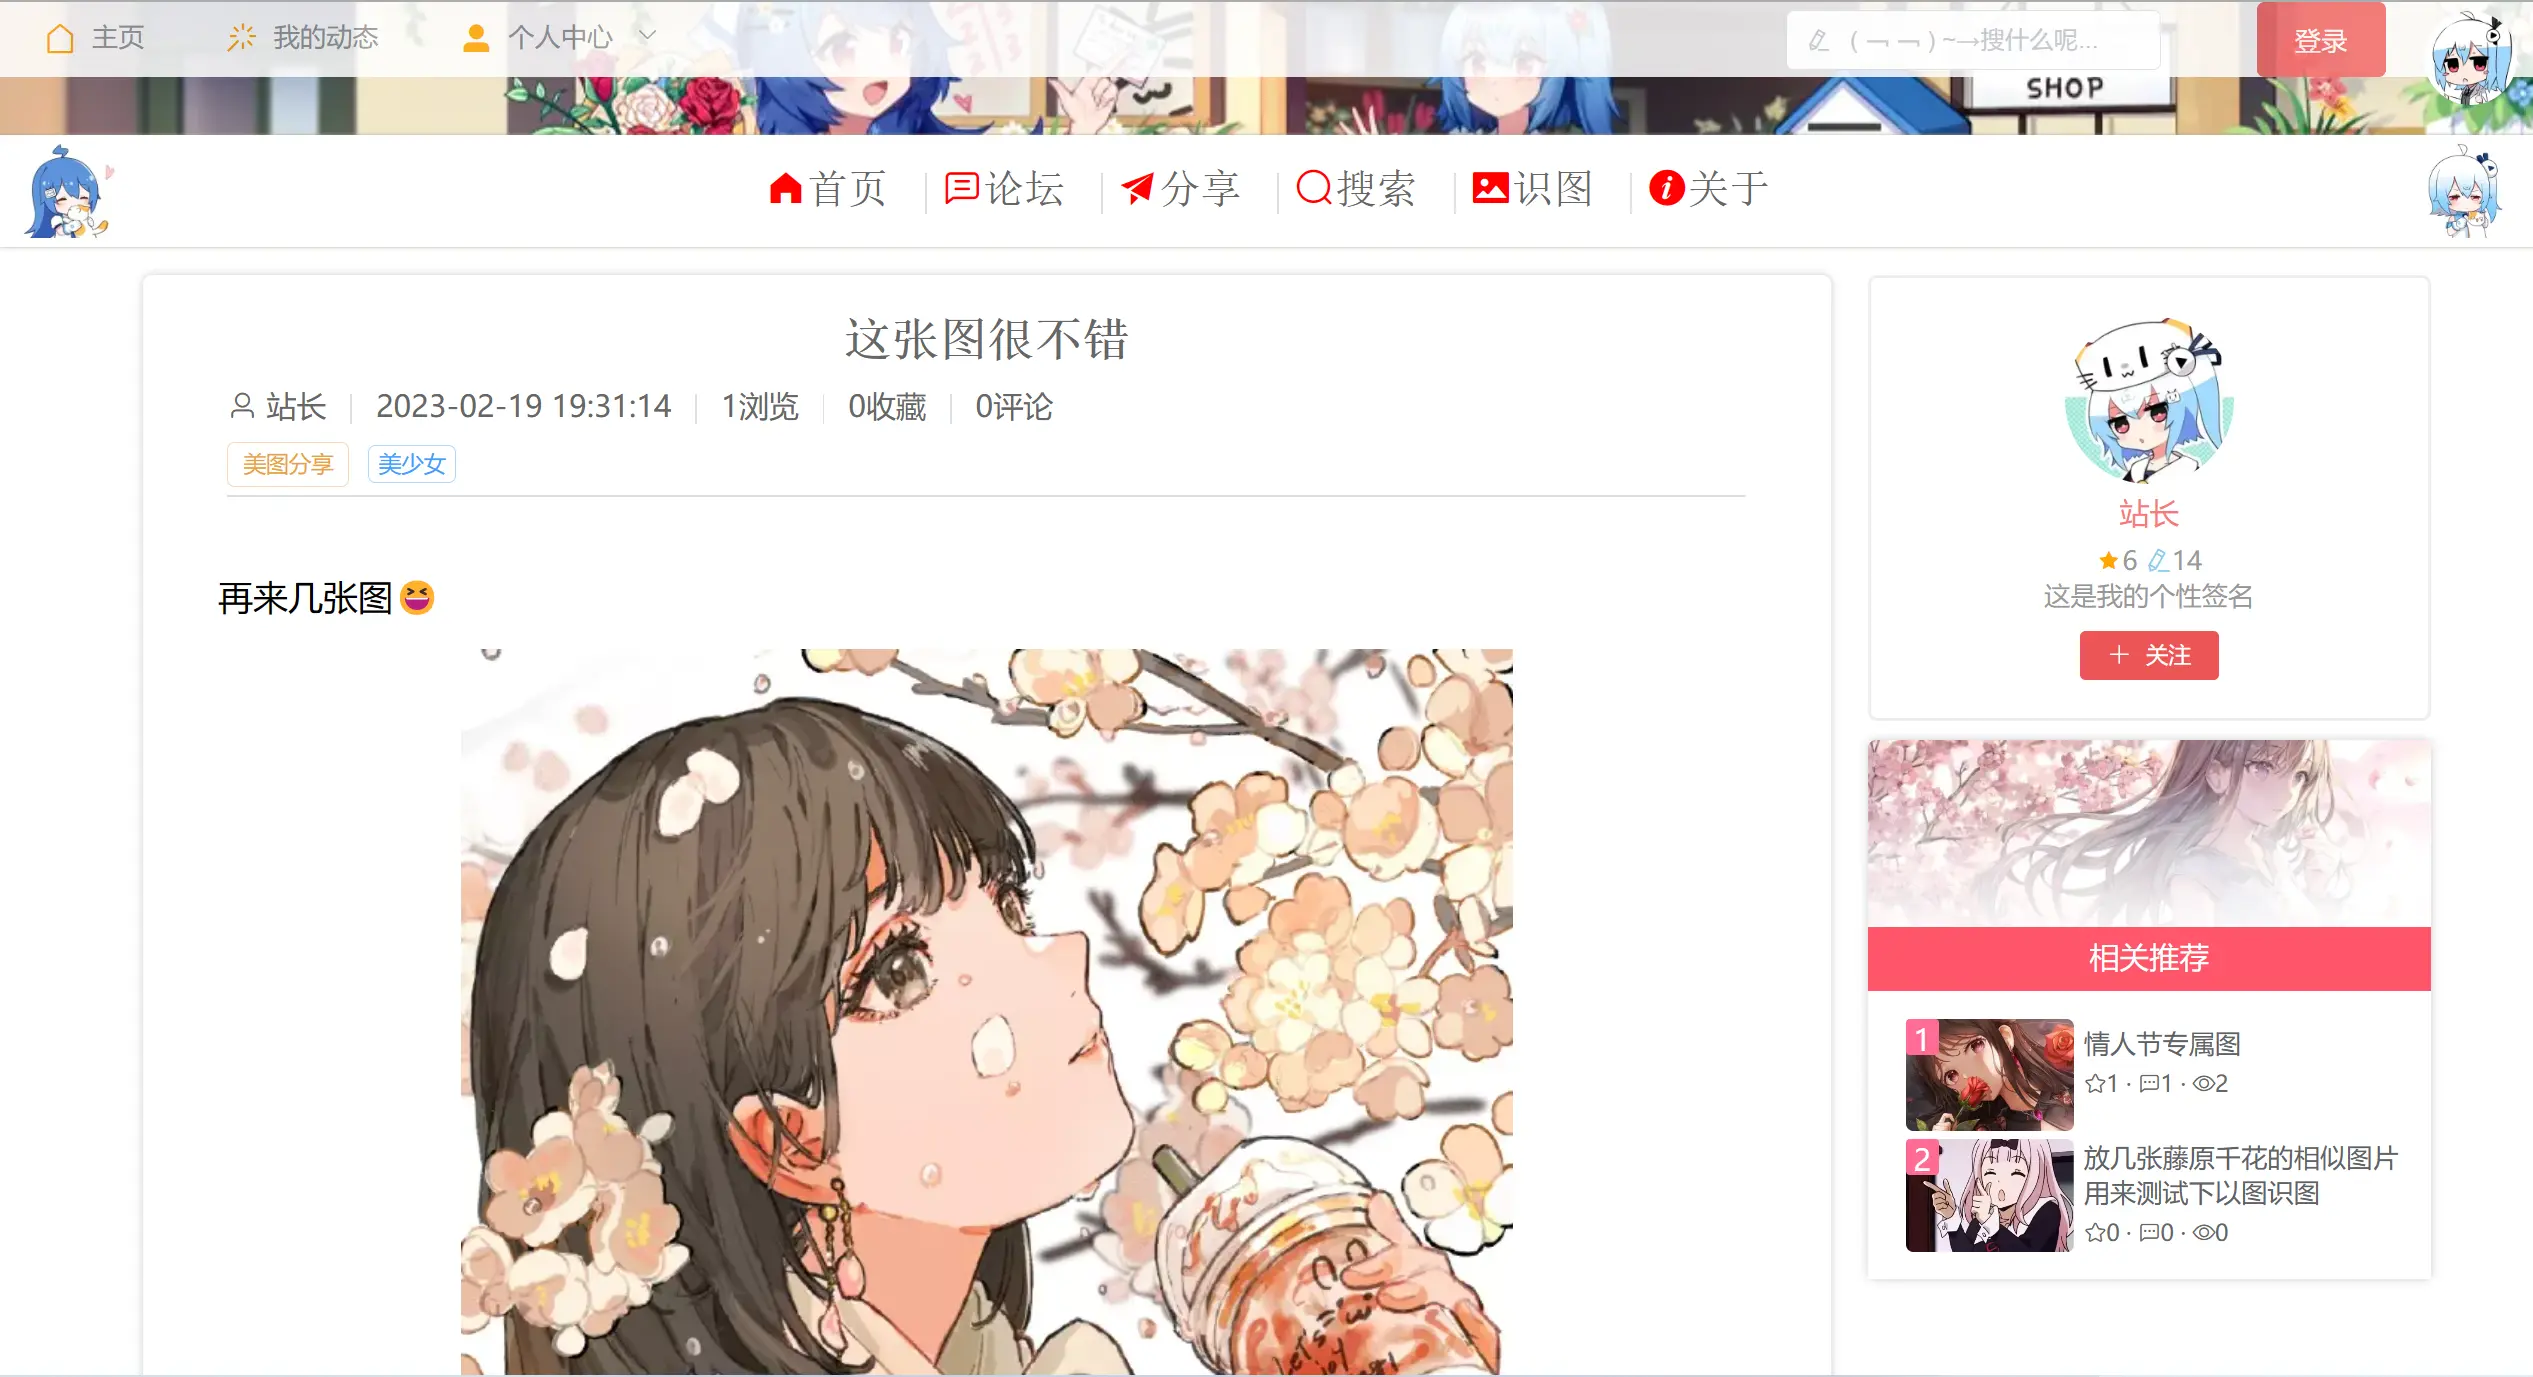 主页 我的动态 个人中心 (￢￢)~→搜什么呢... 登录
SHOP
首页 论坛 分享 搜索 识图 关于
这张图很不错
站长 2023-02-19 19:31:14 1浏览 0收藏 0评论
美图分享 美少女
再来几张图😆
站长
6 14
这是我的个性签名
+ 关注
相关推荐
1 情人节专属图
1 · 1 · 2
2 放几张藤原千花的相似图片
用来测试下以图识图
0 · 0 · 0
Let's